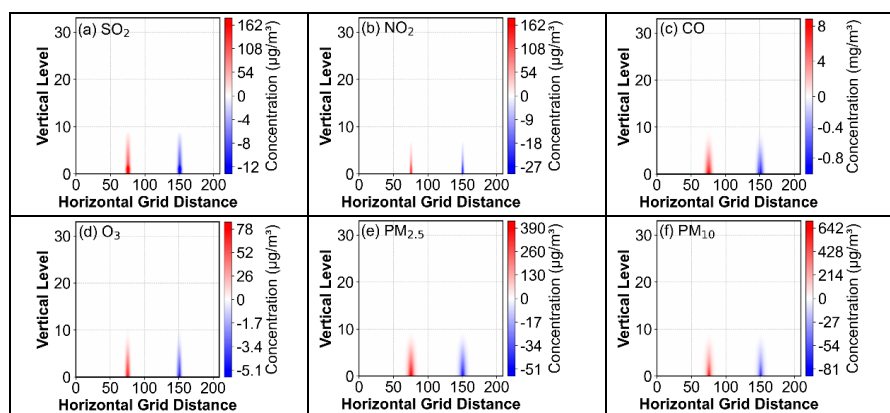 (a) SO₂
Vertical Level
30
20
10
0
0 50 100 150 200
Horizontal Grid Distance
162
108
54
0
-4
-8
-12
Concentration (μg/m³)
(b) NO₂
Vertical Level
30
20
10
0
0 50 100 150 200
Horizontal Grid Distance
162
108
54
0
-9
-18
-27
Concentration (μg/m³)
(c) CO
Vertical Level
30
20
10
0
0 50 100 150 200
Horizontal Grid Distance
8
4
0
-0.4
-0.8
Concentration (mg/m³)
(d) O₃
Vertical Level
30
20
10
0
0 50 100 150 200
Horizontal Grid Distance
78
52
26
0
-1.7
-3.4
-5.1
Concentration (μg/m³)
(e) PM₂.₅
Vertical Level
30
20
10
0
0 50 100 150 200
Horizontal Grid Distance
390
260
130
0
-17
-34
-51
Concentration (μg/m³)
(f) PM₁₀
Vertical Level
30
20
10
0
0 50 100 150 200
Horizontal Grid Distance
642
428
214
0
-27
-54
-81
Concentration (μg/m³)